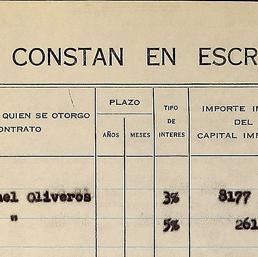 CONSTAN EN ESCR
QUIEN SE OTORGO
PLAZO
TIPO DE INTERES
IMPORTE
DEL
CAPITAL
AÑOS MESES
Oliveros 3% 8177
" 5% 261